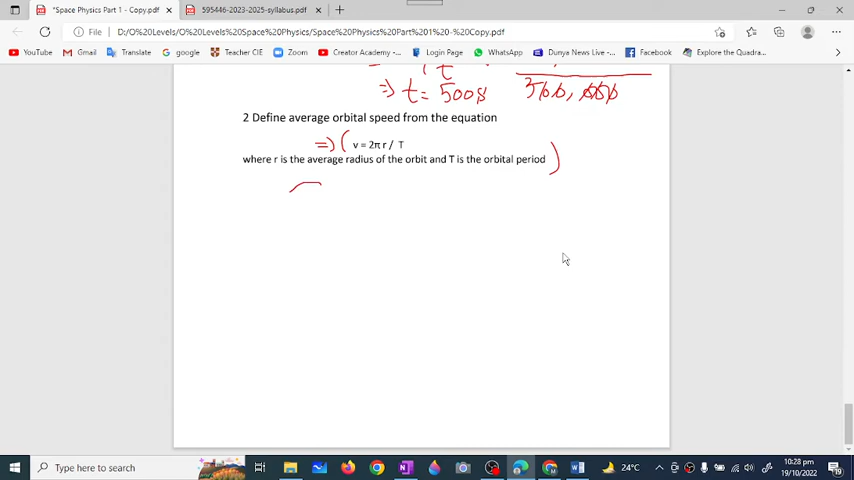 *Space Physics Part 1 - Copy.pdf
595446-2023-2025-syllabus.pdf
File
D:/O%20Levels/O%20Levels%20Space%20Physics/Space%20Physics%20Part%201%20-%20Copy.pdf
YouTube
Gmail
Translate
google
Teacher CIE
Zoom
Creator Academy -...
Login Page
WhatsApp
Dunya News Live -...
Facebook
Explore the Quadra...
⇒ t = 500s
2 Define average orbital speed from the equation
⇒ ( v = 2π r / T
where r is the average radius of the orbit and T is the orbital period )
Type here to search
24°C
10:28 pm
19/10/2022
19